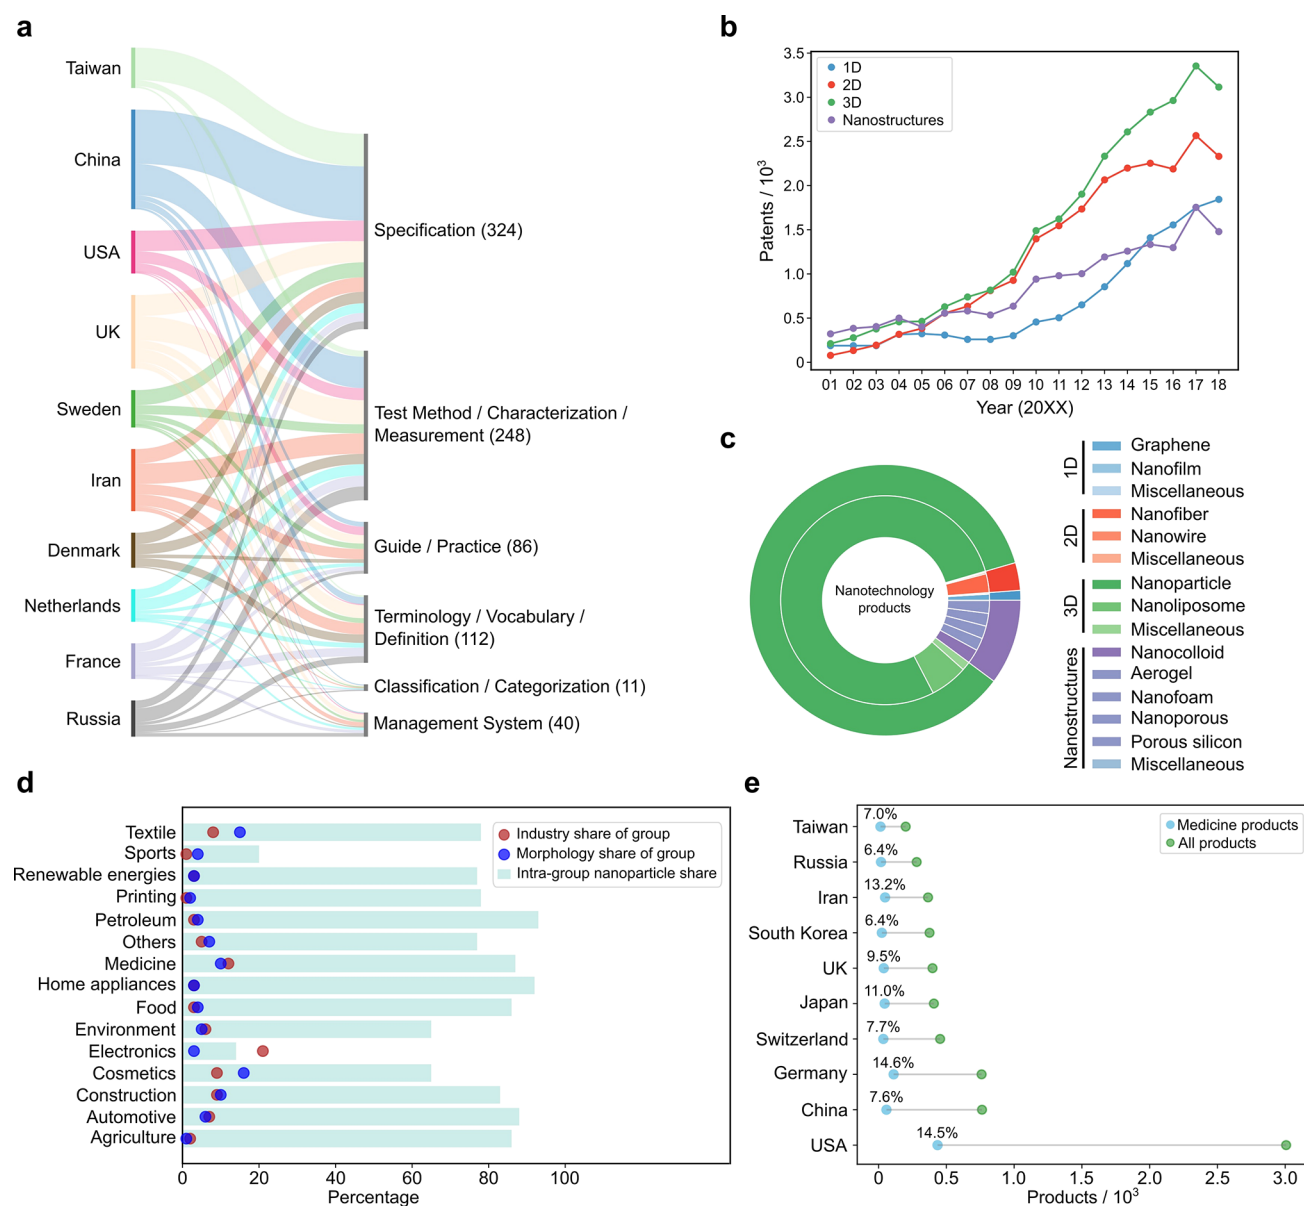 a
Taiwan
China
USA
UK
Sweden
Iran
Denmark
Netherlands
France
Russia
Specification (324)
Test Method / Characterization /
Measurement (248)
Guide / Practice (86)
Terminology / Vocabulary /
Definition (112)
Classification / Categorization (11)
Management System (40)
b
3.5
3.0
2.5
2.0
1.5
1.0
0.5
0
Patents / 10³
1D
2D
3D
Nanostructures
01 02 03 04 05 06 07 08 09 10 11 12 13 14 15 16 17 18
Year (20XX)
c
Nanotechnology
products
1D
Graphene
Nanofilm
Miscellaneous
2D
Nanofiber
Nanowire
Miscellaneous
3D
Nanoparticle
Nanoliposome
Miscellaneous
Nanostructures
Nanocolloid
Aerogel
Nanofoam
Nanoporous
Porous silicon
Miscellaneous
d
Textile
Sports
Renewable energies
Printing
Petroleum
Others
Medicine
Home appliances
Food
Environment
Electronics
Cosmetics
Construction
Automotive
Agriculture
Industry share of group
Morphology share of group
Intra-group nanoparticle share
0 20 40 60 80 100
Percentage
e
Medicine products
All products
Taiwan 7.0%
Russia 6.4%
Iran 13.2%
South Korea 6.4%
UK 9.5%
Japan 11.0%
Switzerland 7.7%
Germany 14.6%
China 7.6%
USA 14.5%
0 0.5 1.0 1.5 2.0 2.5 3.0
Products / 10³